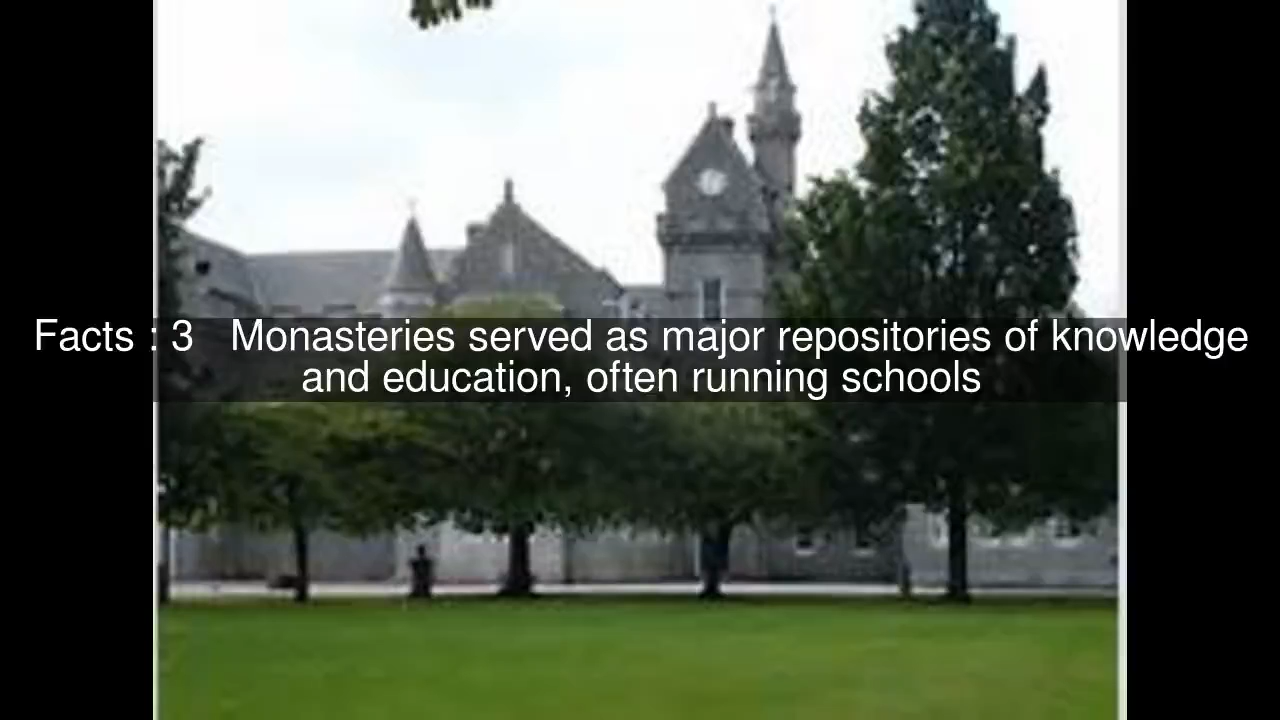 Facts : 3 Monasteries served as major repositories of knowledge
and education, often running schools